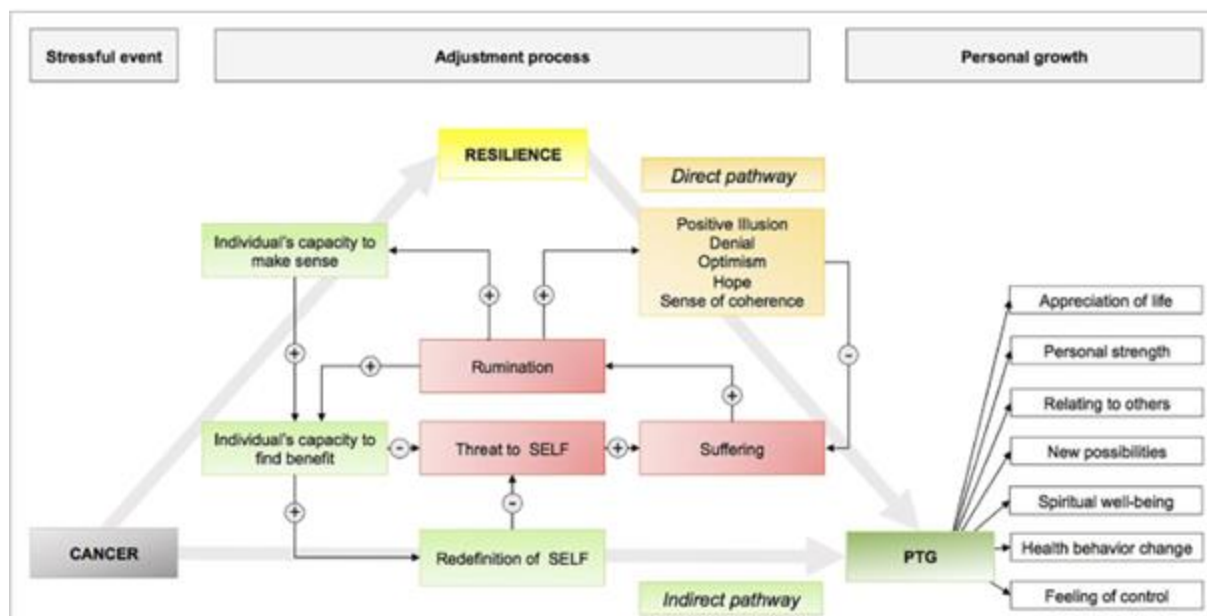 Stressful event
Adjustment process
Personal growth
RESILIENCE
Direct pathway
Positive Illusion
Denial
Optimism
Hope
Sense of coherence
Individual's capacity to
make sense
+
+
+
-
+
Rumination
+
Individual's capacity to
find benefit
-
Threat to SELF
+
Suffering
+
-
CANCER
Redefinition of SELF
PTG
Indirect pathway
Appreciation of life
Personal strength
Relating to others
New possibilities
Spiritual well-being
Health behavior change
Feeling of control